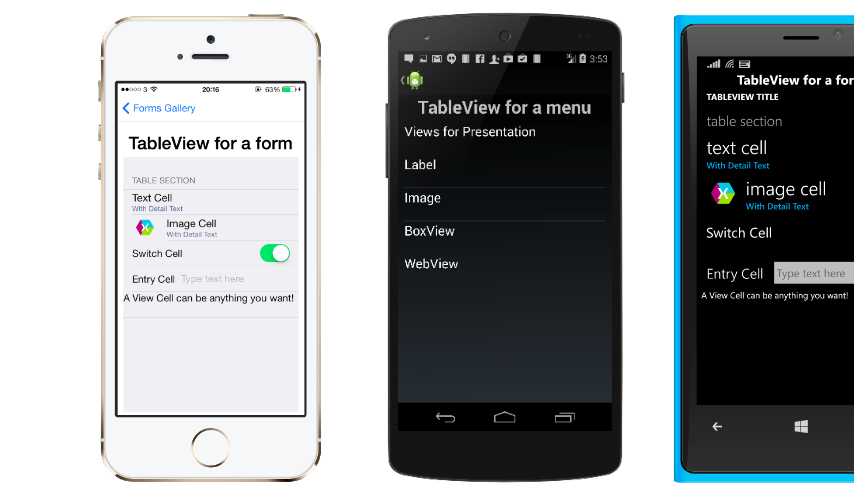 3 20:16 63%
Forms Gallery
TableView for a form
TABLE SECTION
Text Cell
With Detail Text
X
Image Cell
With Detail Text
Switch Cell
Entry Cell Type text here
A View Cell can be anything you want!
3:53
TableView for a menu
Views for Presentation
Label
Image
BoxView
WebView
TableView for a for
TABLEVIEW TITLE
table section
text cell
With Detail Text
X
image cell
With Detail Text
Switch Cell
Entry Cell Type text here
A View Cell can be anything you want!